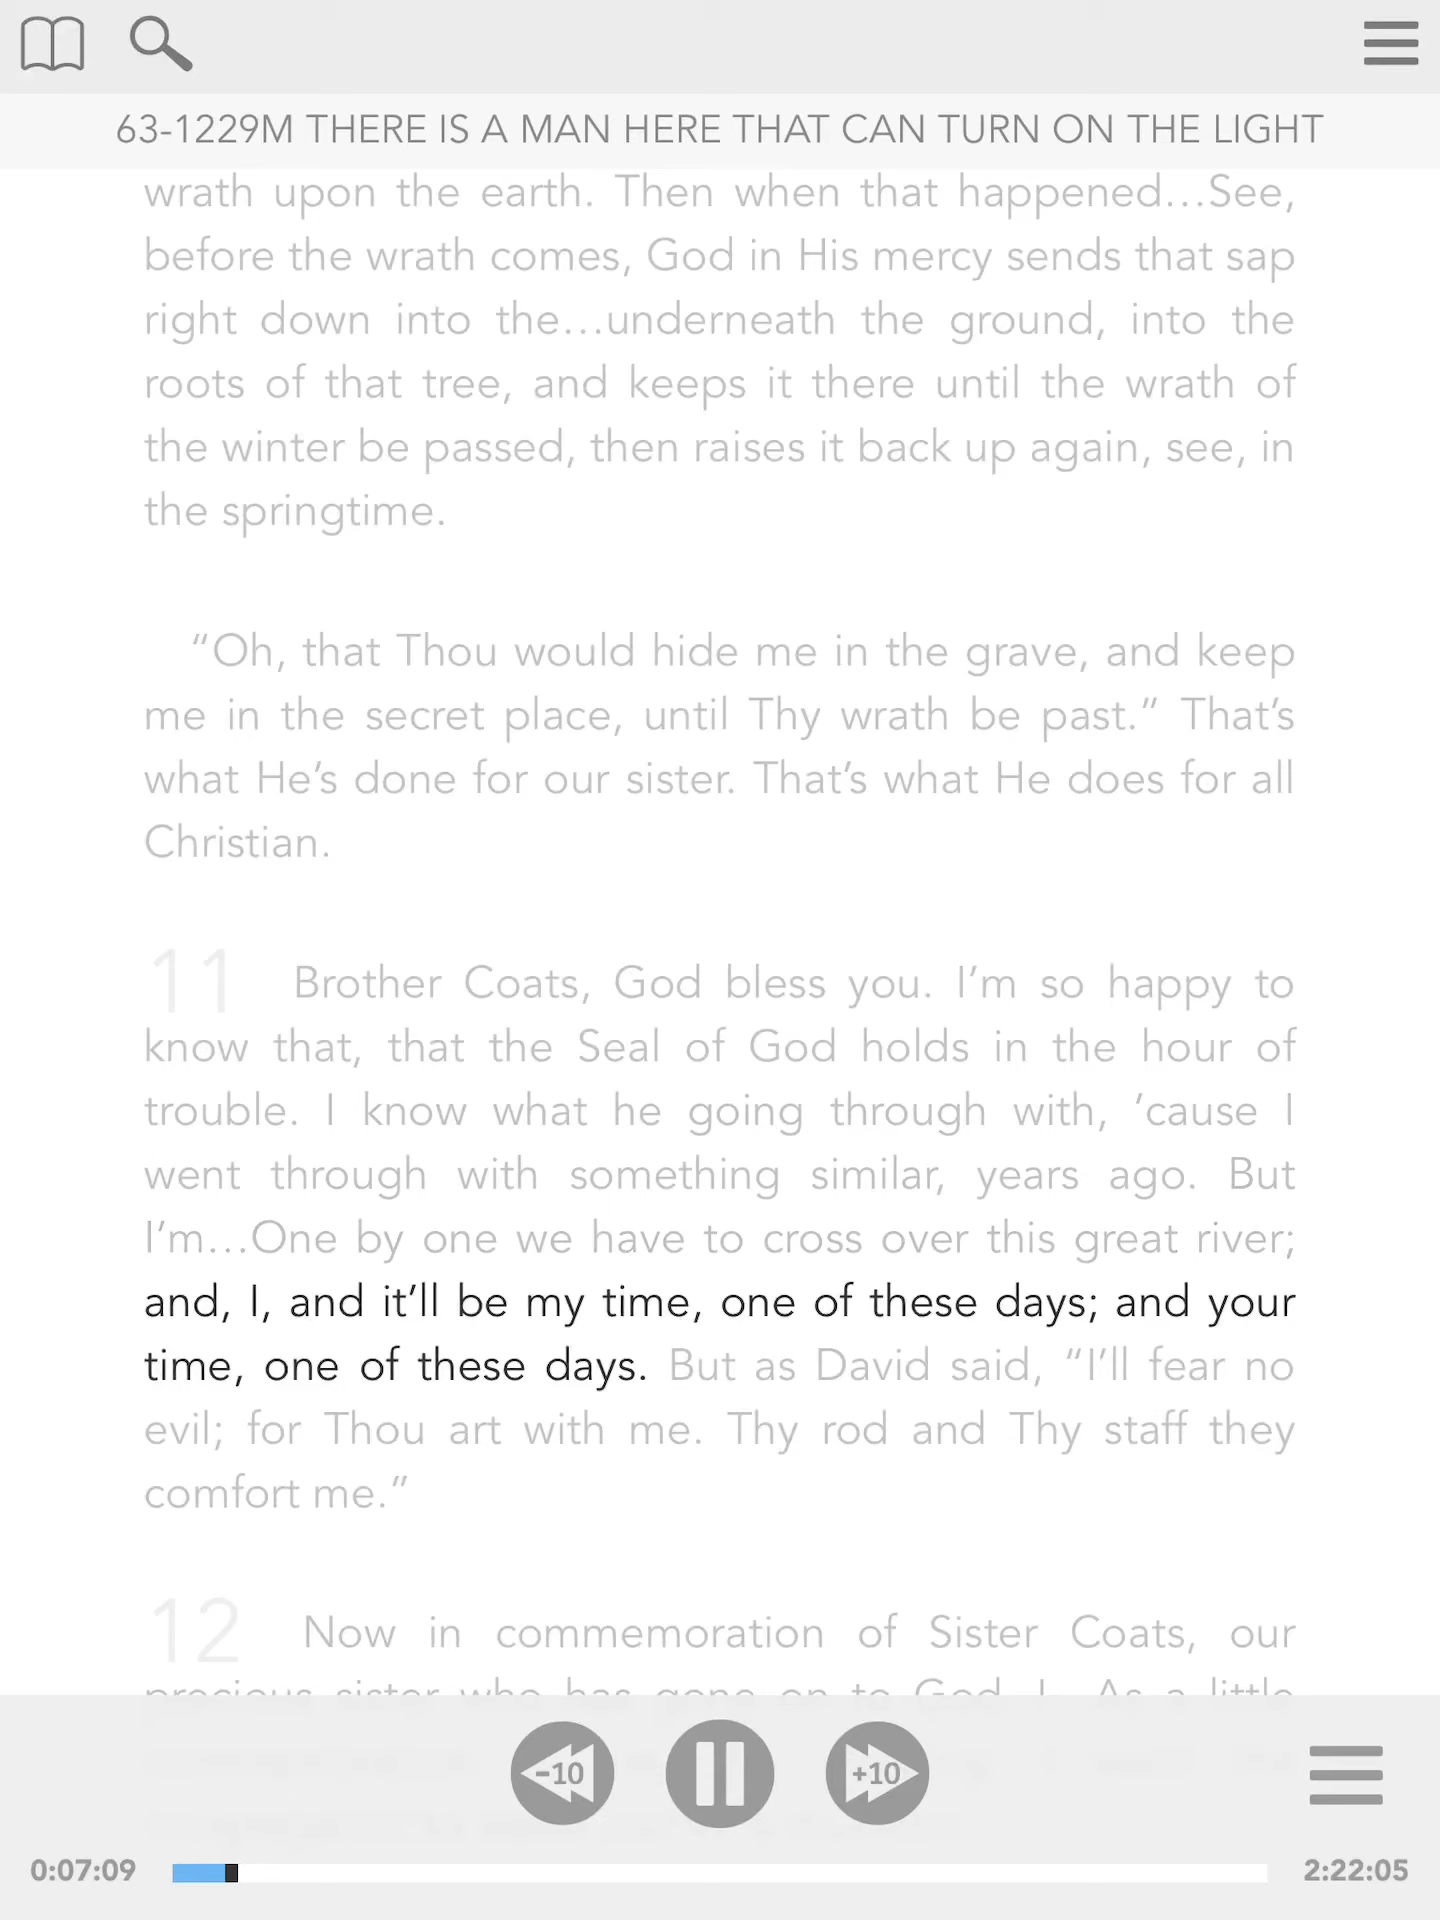 63-1229M THERE IS A MAN HERE THAT CAN TURN ON THE LIGHT
wrath upon the earth. Then when that happened…See,
before the wrath comes, God in His mercy sends that sap
right down into the…underneath the ground, into the
roots of that tree, and keeps it there until the wrath of
the winter be passed, then raises it back up again, see, in
the springtime.
“Oh, that Thou would hide me in the grave, and keep
me in the secret place, until Thy wrath be past.” That’s
what He’s done for our sister. That’s what He does for all
Christian.
11 Brother Coats, God bless you. I’m so happy to
know that, that the Seal of God holds in the hour of
trouble. I know what he going through with, ’cause I
went through with something similar, years ago. But
I’m…One by one we have to cross over this great river;
and, I, and it’ll be my time, one of these days; and your
time, one of these days. But as David said, “I’ll fear no
evil; for Thou art with me. Thy rod and Thy staff they
comfort me.”
12 Now in commemoration of Sister Coats, our
precious sister who has gone on to God, I…As a little
-10 +10
0:07:09 2:22:05